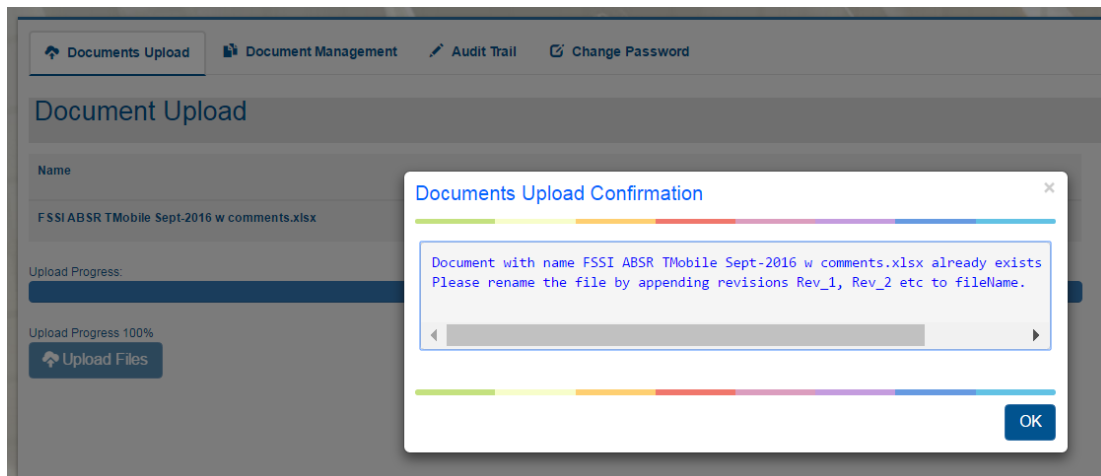 Documents Upload Document Management Audit Trail Change Password
Document Upload
Name
FSSI ABSR TMobile Sept-2016 w comments.xlsx
Upload Progress:
Upload Progress 100%
Upload Files
Documents Upload Confirmation ×
Document with name FSSI ABSR TMobile Sept-2016 w comments.xlsx already exists
Please rename the file by appending revisions Rev_1, Rev_2 etc to fileName.
OK